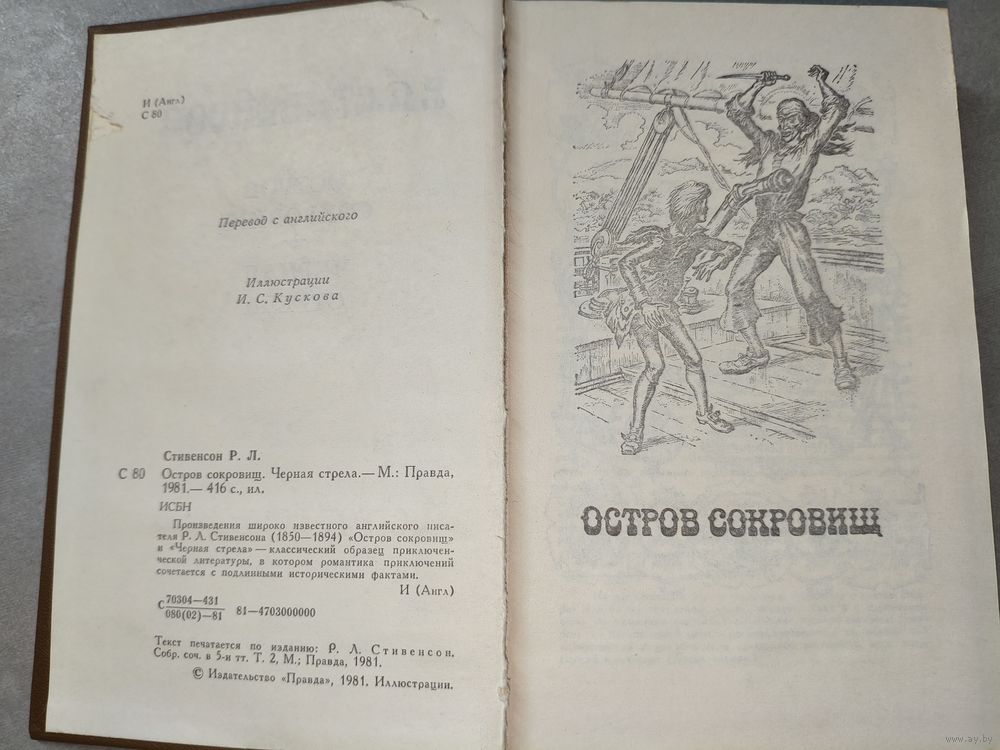 И (Англ)
С 80
Перевод с английского
Иллюстрации
И. С. Кускова
Стивенсон Р. Л.
С 80 Остров сокровищ. Черная стрела.— М.: Правда,
1981.— 416 с., ил.
ИСБН
Произведения широко известного английского писа-
теля Р. Л. Стивенсона (1850—1894) «Остров сокровищ»
и «Черная стрела» — классический образец приключен-
ческой литературы, в котором романтика приключений
сочетается с подлинными историческими фактами.
И (Англ)
С 70304—431
080(02)—81 81—4703000000
Текст печатается по изданию: Р. Л. Стивенсон.
Собр. соч. в 5-и тт. Т. 2, М.; Правда, 1981.
© Издательство «Правда», 1981. Иллюстрации.
ОСТРОВ СОКРОВИЩ
www.ay.by